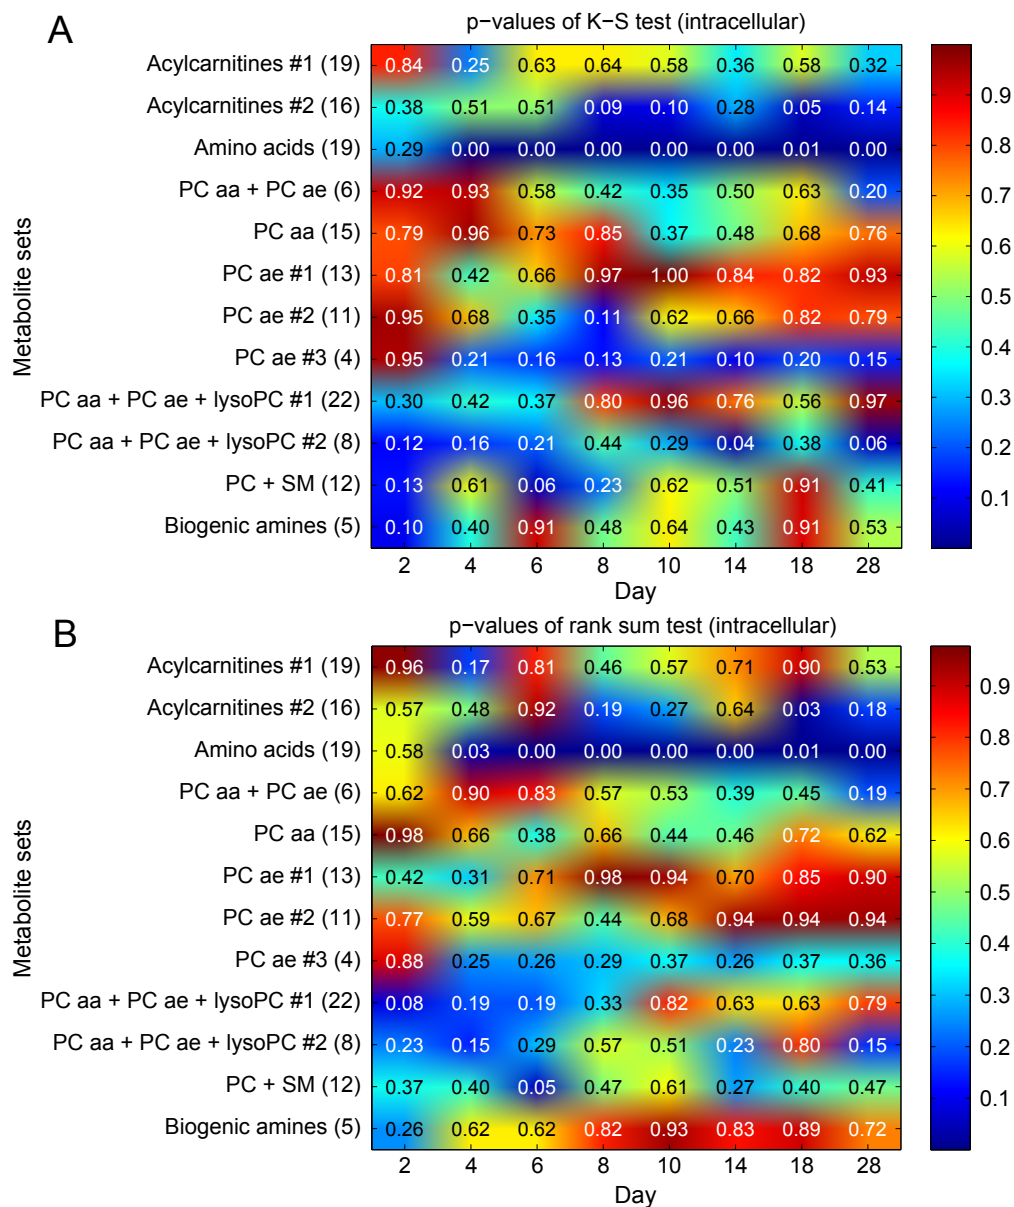 A
p−values of K−S test (intracellular)
Acylcarnitines #1 (19) 0.84 0.25 0.63 0.64 0.58 0.36 0.58 0.32
Acylcarnitines #2 (16) 0.38 0.51 0.51 0.09 0.10 0.28 0.05 0.14
Amino acids (19) 0.29 0.00 0.00 0.00 0.00 0.00 0.01 0.00
PC aa + PC ae (6) 0.92 0.93 0.58 0.42 0.35 0.50 0.63 0.20
PC aa (15) 0.79 0.96 0.73 0.85 0.37 0.48 0.68 0.76
PC ae #1 (13) 0.81 0.42 0.66 0.97 1.00 0.84 0.82 0.93
PC ae #2 (11) 0.95 0.68 0.35 0.11 0.62 0.66 0.82 0.79
PC ae #3 (4) 0.95 0.21 0.16 0.13 0.21 0.10 0.20 0.15
PC aa + PC ae + lysoPC #1 (22) 0.30 0.42 0.37 0.80 0.96 0.76 0.56 0.97
PC aa + PC ae + lysoPC #2 (8) 0.12 0.16 0.21 0.44 0.29 0.04 0.38 0.06
PC + SM (12) 0.13 0.61 0.06 0.23 0.62 0.51 0.91 0.41
Biogenic amines (5) 0.10 0.40 0.91 0.48 0.64 0.43 0.91 0.53
2 4 6 8 10 14 18 28
Day
Metabolite sets
0.9
0.8
0.7
0.6
0.5
0.4
0.3
0.2
0.1
B
p−values of rank sum test (intracellular)
Acylcarnitines #1 (19) 0.96 0.17 0.81 0.46 0.57 0.71 0.90 0.53
Acylcarnitines #2 (16) 0.57 0.48 0.92 0.19 0.27 0.64 0.03 0.18
Amino acids (19) 0.58 0.03 0.00 0.00 0.00 0.00 0.01 0.00
PC aa + PC ae (6) 0.62 0.90 0.83 0.57 0.53 0.39 0.45 0.19
PC aa (15) 0.98 0.66 0.38 0.66 0.44 0.46 0.72 0.62
PC ae #1 (13) 0.42 0.31 0.71 0.98 0.94 0.70 0.85 0.90
PC ae #2 (11) 0.77 0.59 0.67 0.44 0.68 0.94 0.94 0.94
PC ae #3 (4) 0.88 0.25 0.26 0.29 0.37 0.26 0.37 0.36
PC aa + PC ae + lysoPC #1 (22) 0.08 0.19 0.19 0.33 0.82 0.63 0.63 0.79
PC aa + PC ae + lysoPC #2 (8) 0.23 0.15 0.29 0.57 0.51 0.23 0.80 0.15
PC + SM (12) 0.37 0.40 0.05 0.47 0.61 0.27 0.40 0.47
Biogenic amines (5) 0.26 0.62 0.62 0.82 0.93 0.83 0.89 0.72
2 4 6 8 10 14 18 28
Day
Metabolite sets
0.9
0.8
0.7
0.6
0.5
0.4
0.3
0.2
0.1